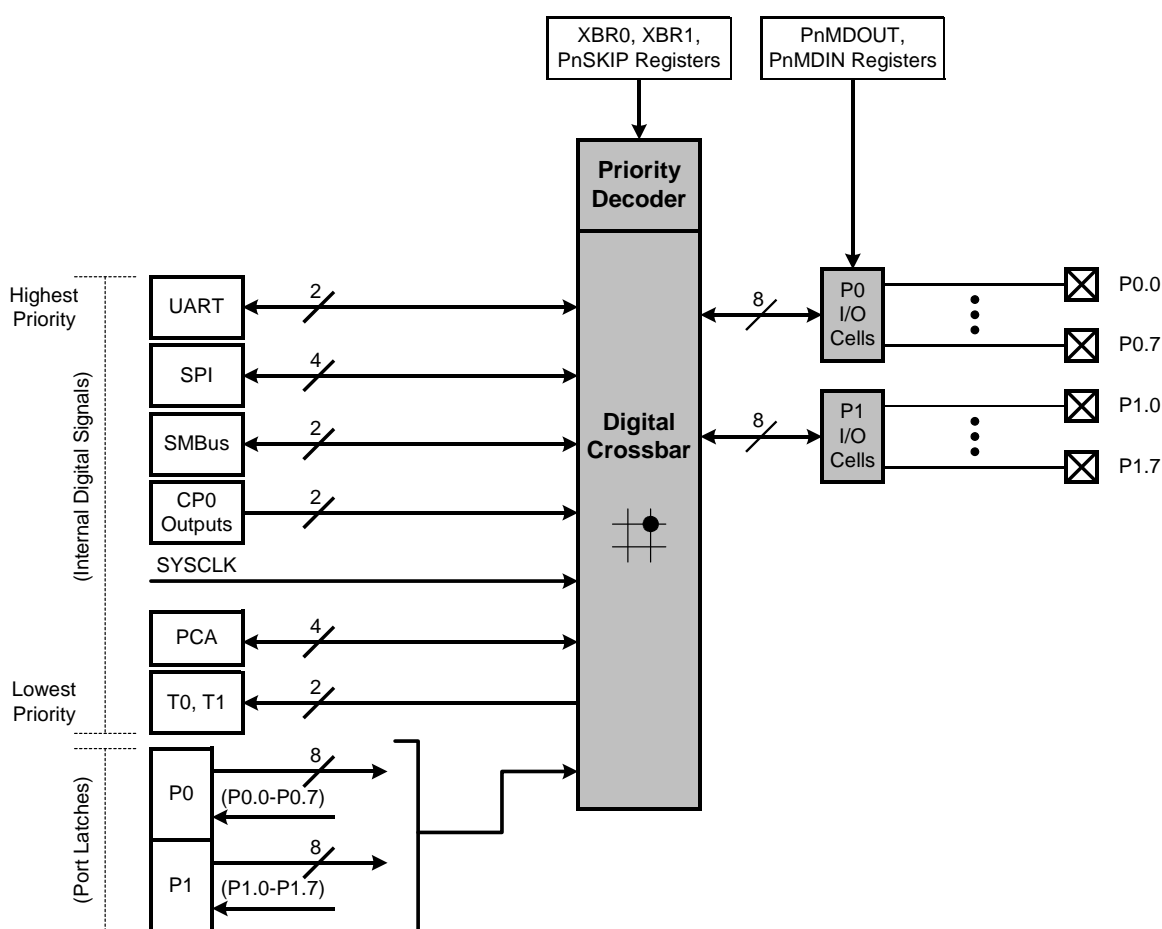 XBR0, XBR1,
PnSKIP Registers
PnMDOUT,
PnMDIN Registers
Priority
Decoder
Highest
Priority
(Internal Digital Signals)
UART
2
SPI
4
SMBus
2
CP0
Outputs
2
SYSCLK
PCA
4
Lowest
Priority
T0, T1
2
Digital
Crossbar
8
P0
I/O
Cells
P0.0
P0.7
8
P1
I/O
Cells
P1.0
P1.7
(Port Latches)
P0
8
(P0.0-P0.7)
P1
8
(P1.0-P1.7)